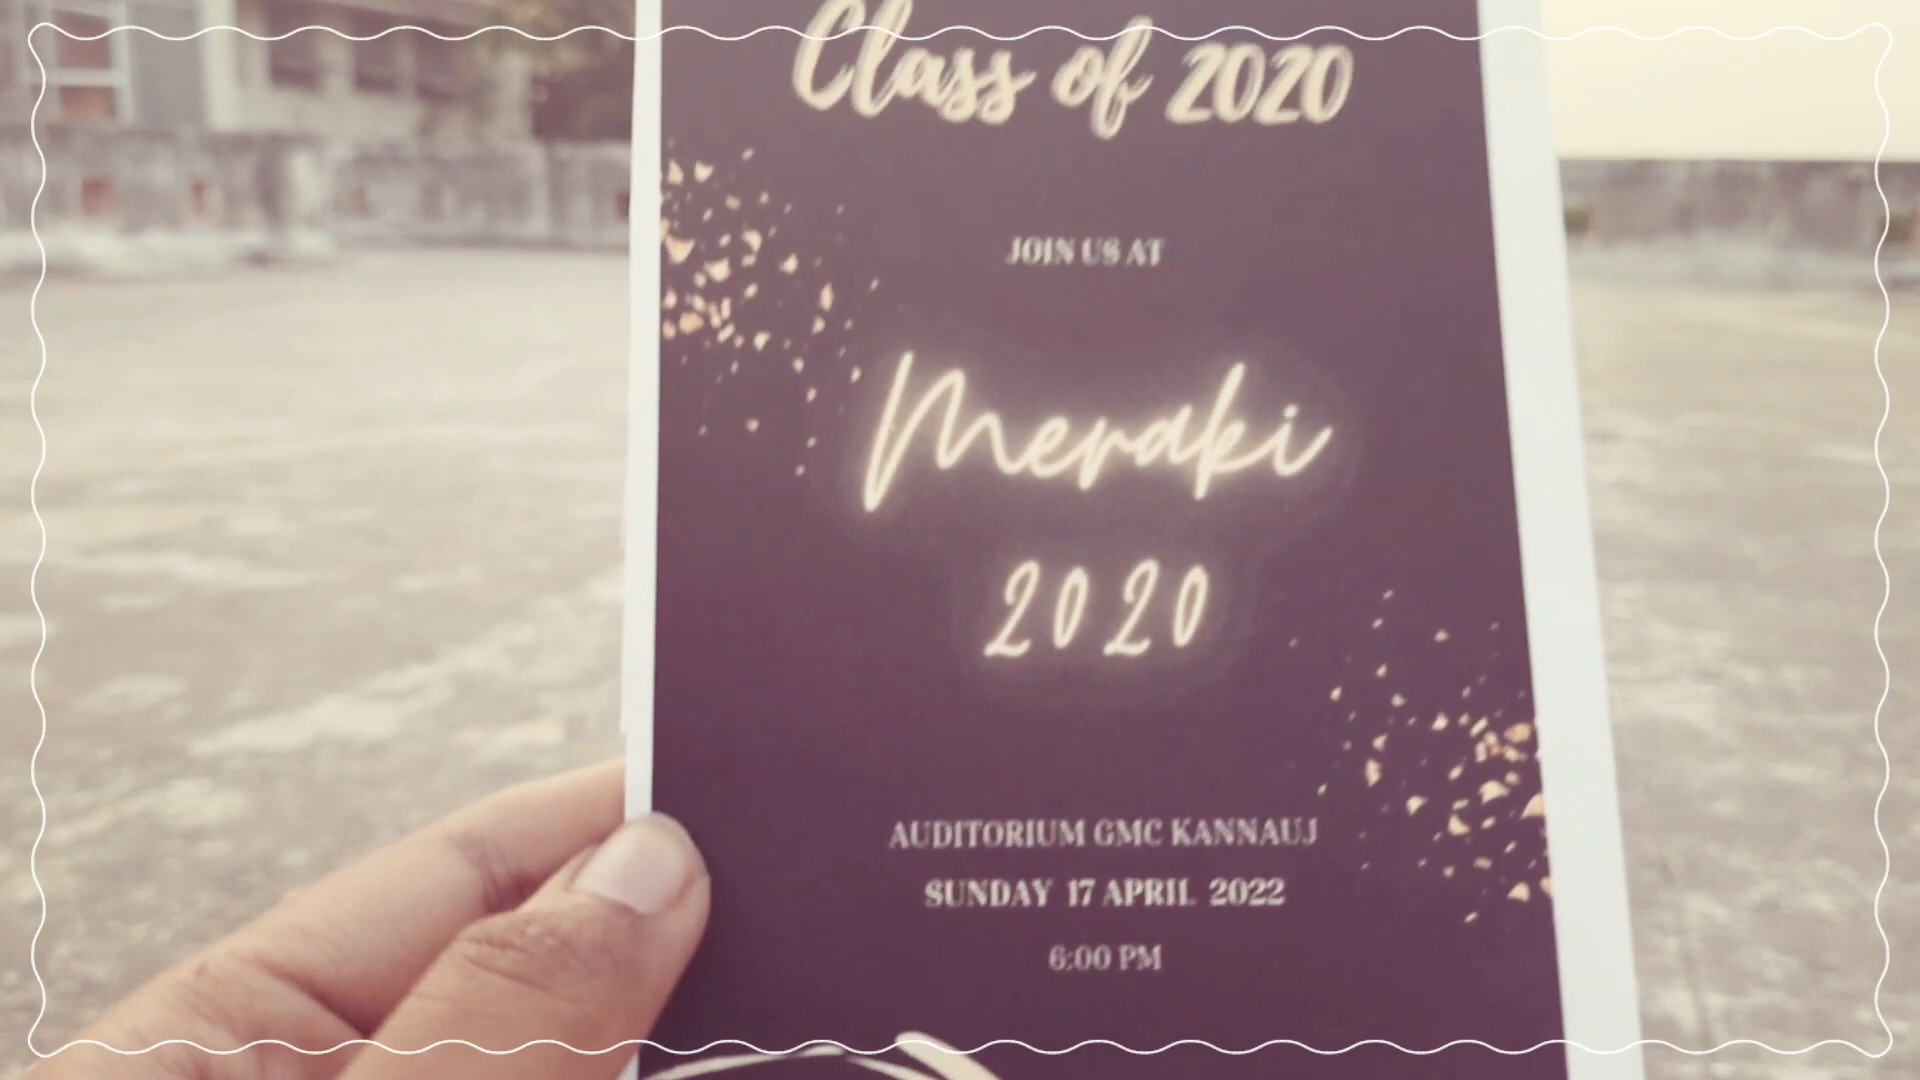 Class of 2020
JOIN US AT
Meraki
2020
AUDITORIUM GMC KANNAUJ
SUNDAY 17 APRIL 2022
6:00 PM